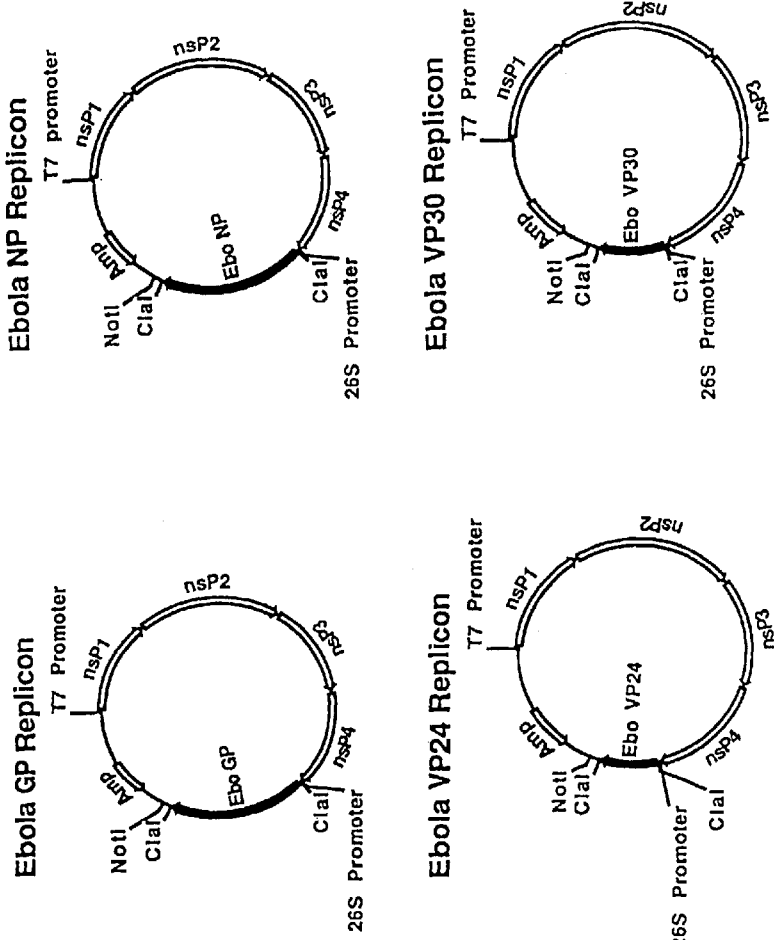 Ebola GP Replicon
T7 Promoter
nsP1
nsP2
nsP3
nsP4
Amp
NotI
ClaI
Ebo GP
ClaI
26S Promoter
Ebola NP Replicon
T7 promoter
nsP1
nsP2
nsP3
nsP4
Amp
NotI
ClaI
Ebo NP
ClaI
26S Promoter
Ebola VP24 Replicon
T7 Promoter
nsP1
nsP2
nsP3
nsP4
Amp
NotI
ClaI
Ebo VP24
ClaI
26S Promoter
Ebola VP30 Replicon
T7 Promoter
nsP1
nsP2
nsP3
nsP4
Amp
NotI
ClaI
Ebo VP30
ClaI
26S Promoter